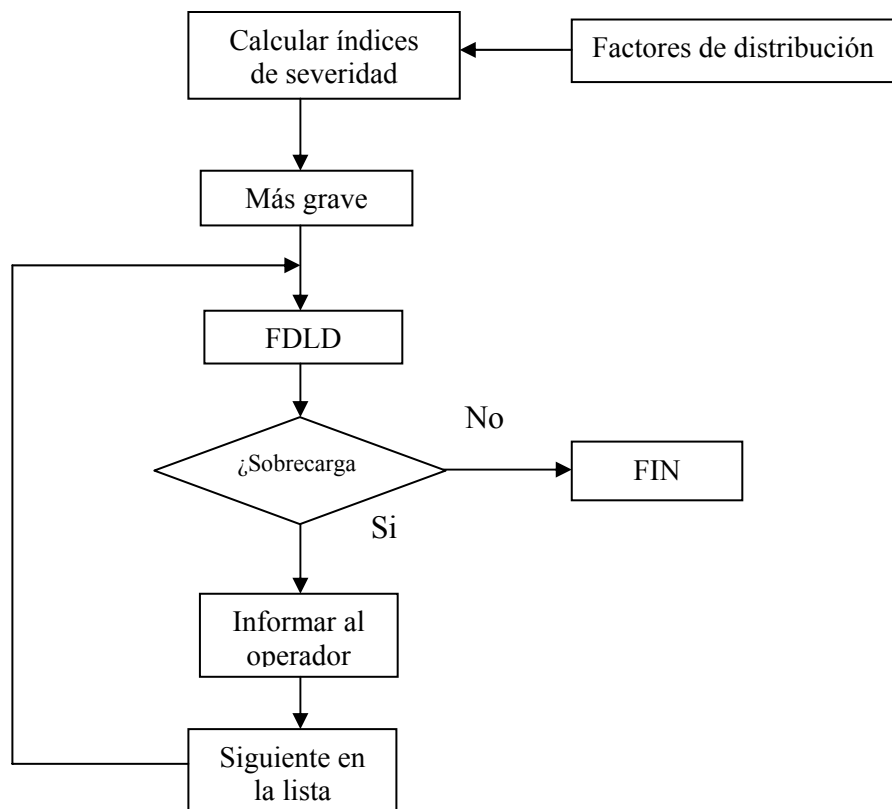 Calcular índices
de severidad
Factores de distribución
Más grave
FDLD
No
¿Sobrecarga
FIN
Si
Informar al
operador
Siguiente en
la lista